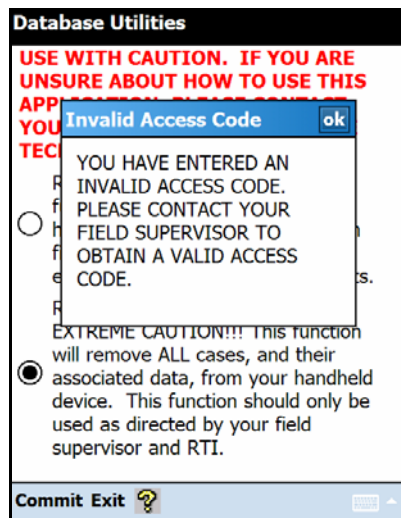 Database Utilities
USE WITH CAUTION. IF YOU ARE
UNSURE ABOUT HOW TO USE THIS
Invalid Access Code ok
YOU HAVE ENTERED AN
INVALID ACCESS CODE.
PLEASE CONTACT YOUR
FIELD SUPERVISOR TO
OBTAIN A VALID ACCESS
CODE.
EXTREME CAUTION!!! This function
will remove ALL cases, and their
associated data, from your handheld
device. This function should only be
used as directed by your field
supervisor and RTI.
Commit Exit ?